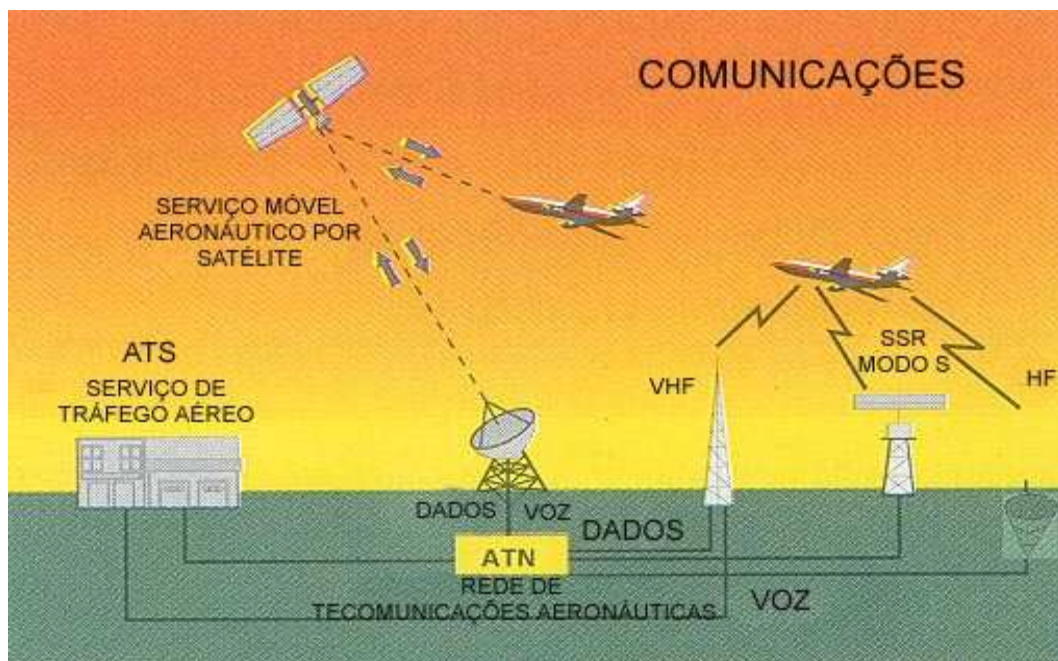 COMUNICAÇÕES
SERVIÇO MÓVEL
AERONÁUTICO POR
SATÉLITE
ATS
SERVIÇO DE
TRÁFEGO AÉREO
VHF
SSR
MODO S
HF
DADOS
VOZ
DADOS
ATN
REDE DE
TECOMUNICAÇÕES AERONÁUTICAS
VOZ